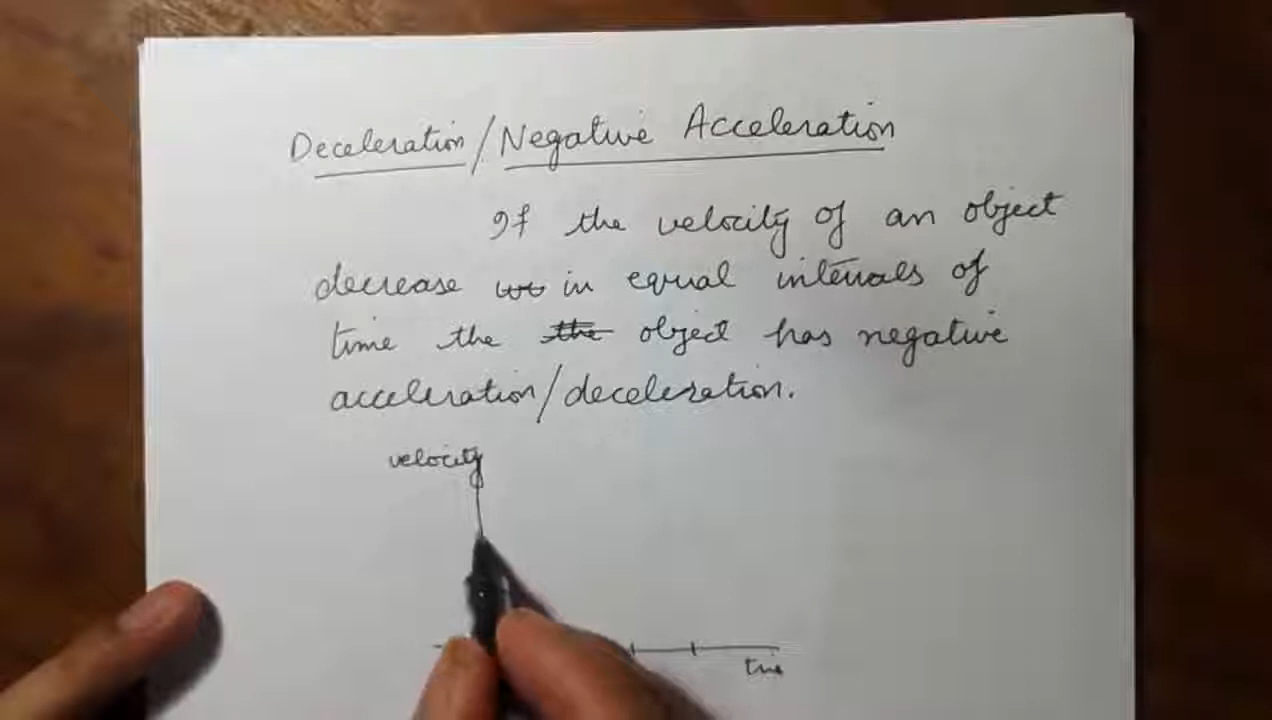 Deceleration/Negative Acceleration
If the velocity of an object
decrease in equal intervals of
time the the object has negative
acceleration/deceleration.
velocity
time